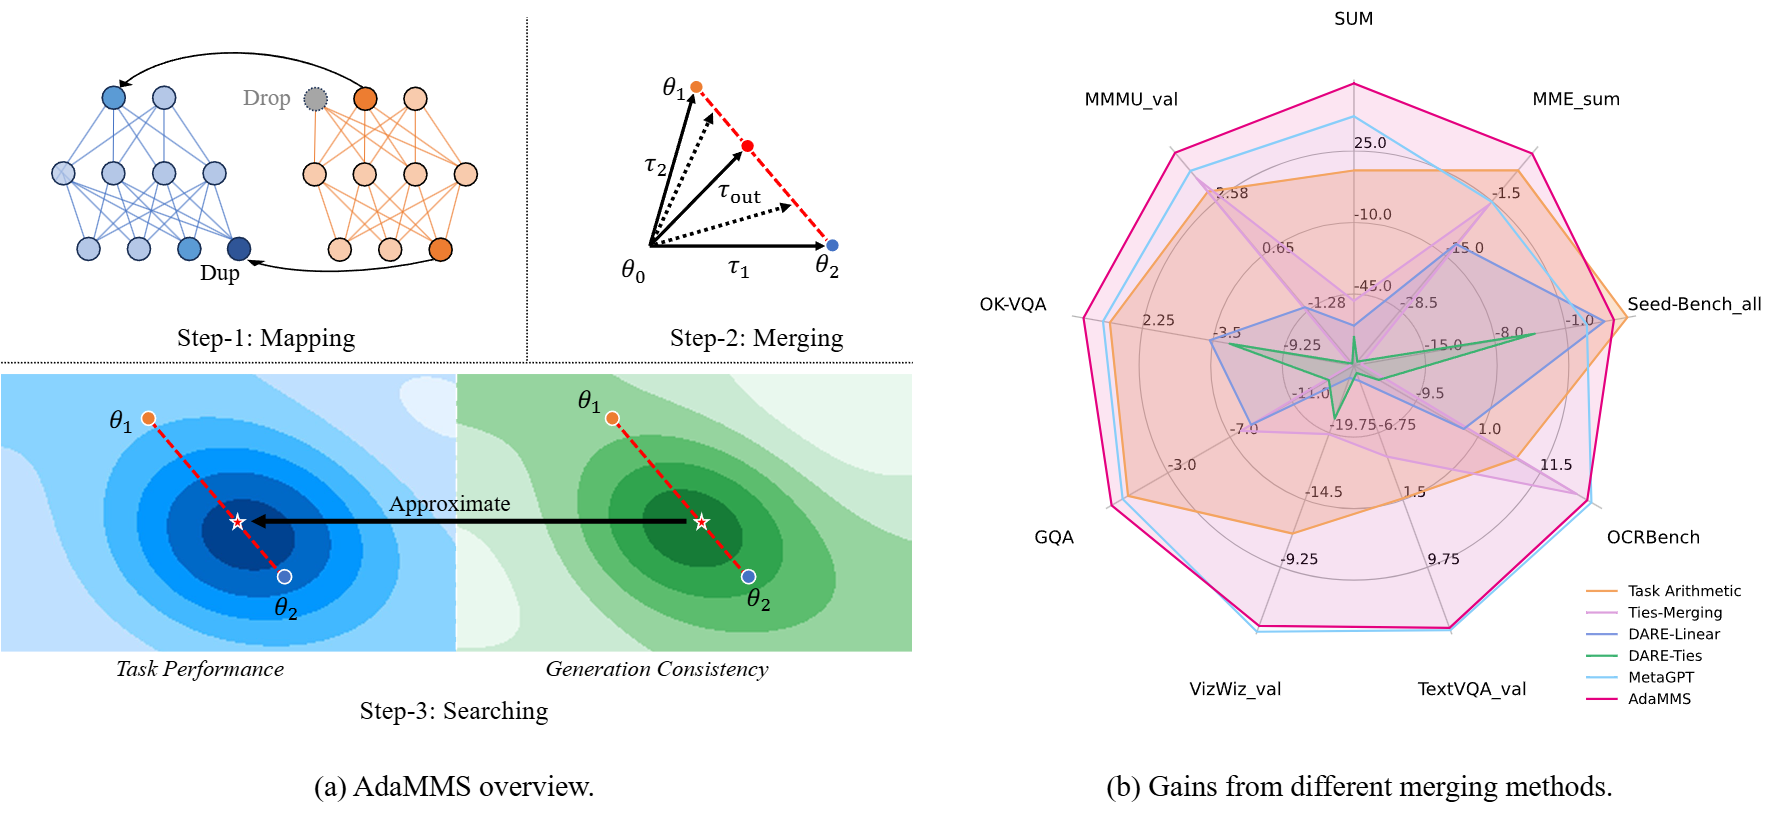 Drop
Dup
Step-1: Mapping
θ₁
τ₂
τout
θ₀
τ₁
θ₂
Step-2: Merging
θ₁
θ₂
Approximate
θ₁
θ₂
Task Performance
Generation Consistency
Step-3: Searching
(a) AdaMMS overview.
SUM
MMMU_val
MME_sum
25.0
2.58
-1.5
-10.0
0.65
-15.0
-45.0
OK-VQA
-1.28
-28.5
Seed-Bench_all
2.25
-3.5
-9.25
-15.0
-8.0
-1.0
-11.0
-9.5
-7.0
-19.75
-6.75
1.0
-3.0
11.5
-14.5
1.5
GQA
OCRBench
-9.25
9.75
VizWiz_val
TextVQA_val
Task Arithmetic
Ties-Merging
DARE-Linear
DARE-Ties
MetaGPT
AdaMMS
(b) Gains from different merging methods.